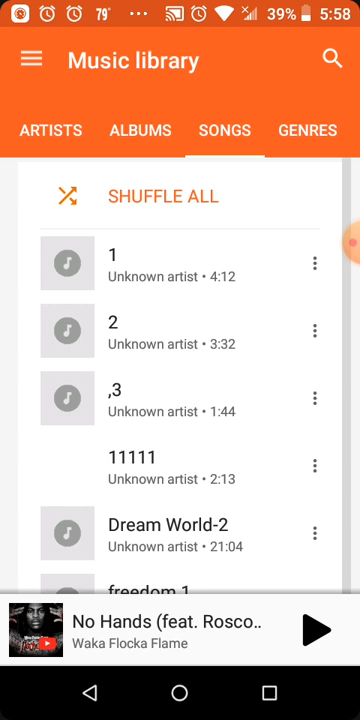 79°
39%
5:58
Music library
ARTISTS
ALBUMS
SONGS
GENRES
SHUFFLE ALL
1
Unknown artist • 4:12
2
Unknown artist • 3:32
,3
Unknown artist • 1:44
11111
Unknown artist • 2:13
Dream World-2
Unknown artist • 21:04
freedom 1
No Hands (feat. Rosco..
Waka Flocka Flame